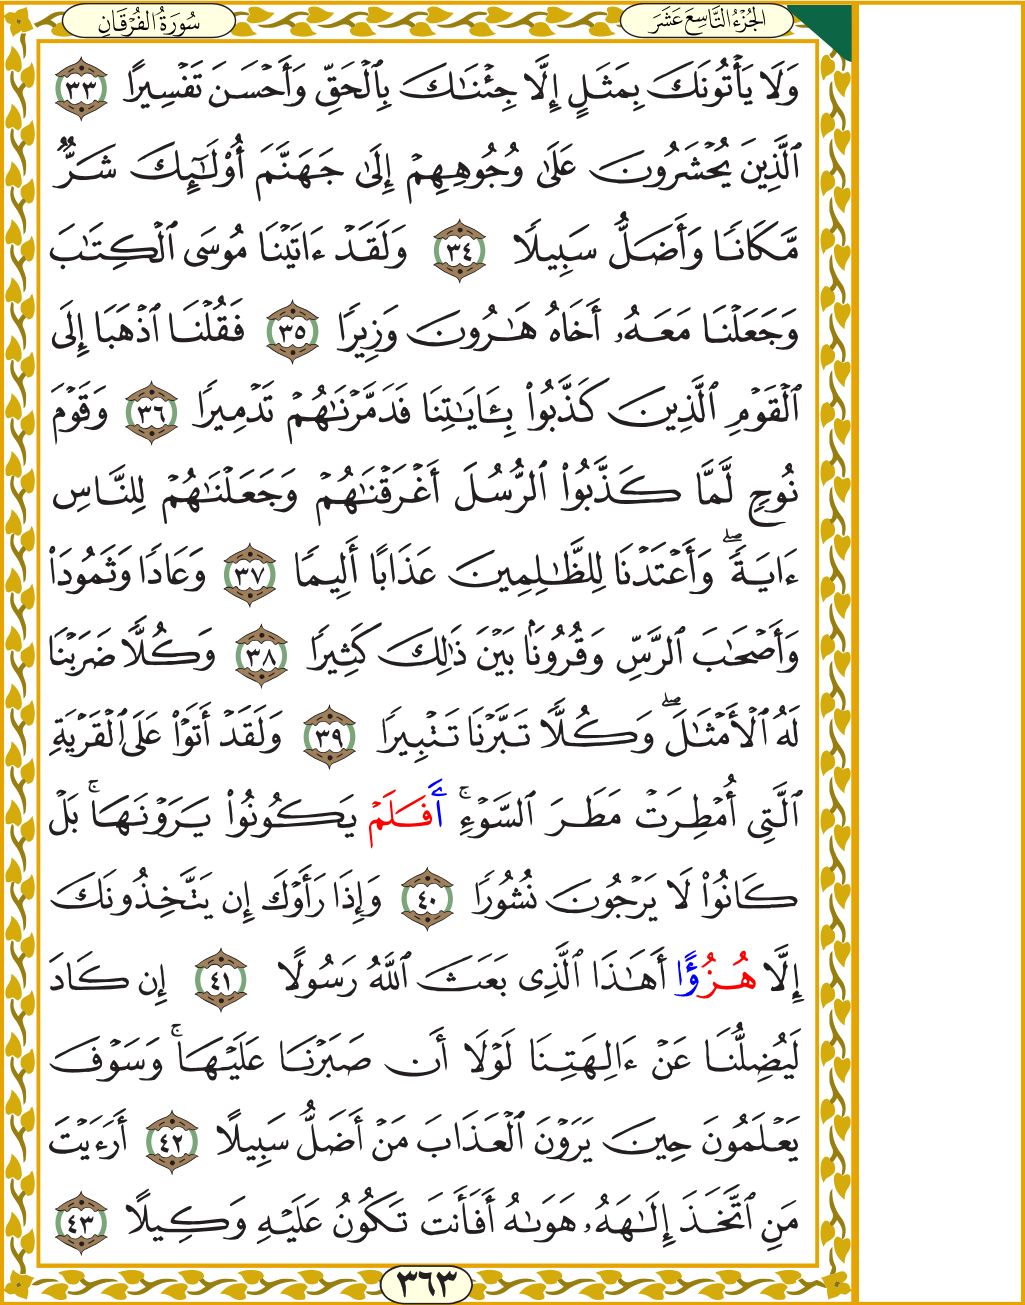 الجُزْءُ التَّاسِعَ عَشَرَ
سُورَةُ الفُرْقَانِ
وَلَا يَأْتُونَكَ بِمَثَلٍ إِلَّا جِئْنَٰكَ بِٱلْحَقِّ وَأَحْسَنَ تَفْسِيرًا ٣٣
ٱلَّذِينَ يُحْشَرُونَ عَلَىٰ وُجُوهِهِمْ إِلَىٰ جَهَنَّمَ أُوْلَٰٓئِكَ شَرٌّ
مَّكَانًا وَأَضَلُّ سَبِيلًا ٣٤ وَلَقَدْ ءَاتَيْنَا مُوسَى ٱلْكِتَٰبَ
وَجَعَلْنَا مَعَهُۥ أَخَاهُ هَٰرُونَ وَزِيرًا ٣٥ فَقُلْنَا ٱذْهَبَا إِلَى
ٱلْقَوْمِ ٱلَّذِينَ كَذَّبُوا۟ بِـَٔايَٰتِنَا فَدَمَّرْنَٰهُمْ تَدْمِيرًا ٣٦ وَقَوْمَ
نُوحٍ لَّمَّا كَذَّبُوا۟ ٱلرُّسُلَ أَغْرَقْنَٰهُمْ وَجَعَلْنَٰهُمْ لِلنَّاسِ
ءَايَةً ۖ وَأَعْتَدْنَا لِلظَّٰلِمِينَ عَذَابًا أَلِيمًا ٣٧ وَعَادًا وَثَمُودَا۟
وَأَصْحَٰبَ ٱلرَّسِّ وَقُرُونًۢا بَيْنَ ذَٰلِكَ كَثِيرًا ٣٨ وَكُلًّا ضَرَبْنَا
لَهُ ٱلْأَمْثَٰلَ ۖ وَكُلًّا تَبَّرْنَا تَتْبِيرًا ٣٩ وَلَقَدْ أَتَوْا۟ عَلَى ٱلْقَرْيَةِ
ٱلَّتِى أُمْطِرَتْ مَطَرَ ٱلسَّوْءِ ۚ اَۧفَلَمْ يَكُونُوا۟ يَرَوْنَهَا ۚ بَلْ
كَانُوا۟ لَا يَرْجُونَ نُشُورًا ٤٠ وَإِذَا رَأَوْكَ إِن يَتَّخِذُونَكَ
إِلَّا هُزُؤًا أَهَٰذَا ٱلَّذِى بَعَثَ ٱللَّهُ رَسُولًا ٤١ إِن كَادَ
لَيُضِلُّنَا عَنْ ءَالِهَتِنَا لَوْلَا أَن صَبَرْنَا عَلَيْهَا ۚ وَسَوْفَ
يَعْلَمُونَ حِينَ يَرَوْنَ ٱلْعَذَابَ مَنْ أَضَلُّ سَبِيلًا ٤٢ أَرَءَيْتَ
مَنِ ٱتَّخَذَ إِلَٰهَهُۥ هَوَىٰهُ أَفَأَنتَ تَكُونُ عَلَيْهِ وَكِيلًا ٤٣
٣٦٣